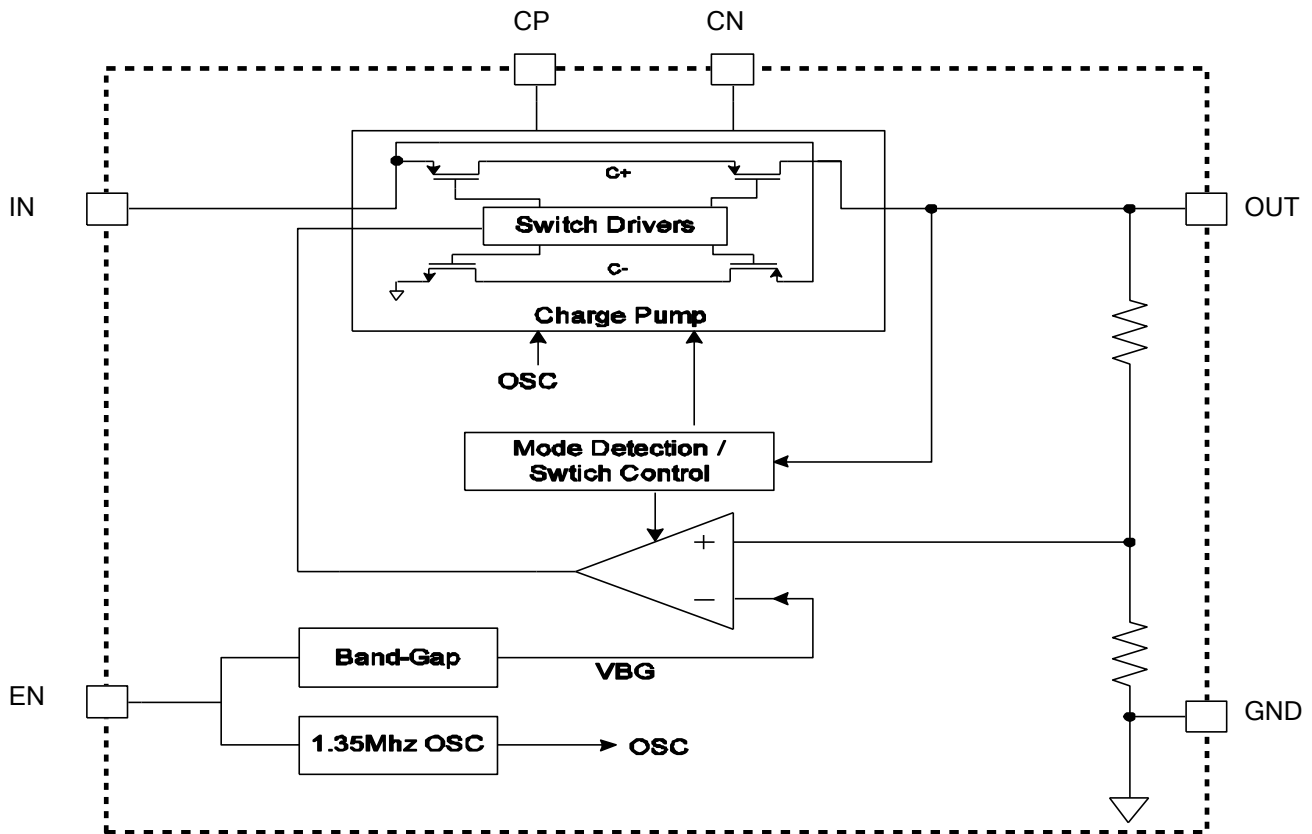 CP
CN
C+
IN
OUT
Switch Drivers
C-
Charge Pump
OSC
Mode Detection /
Swtich Control
+
−
Band-Gap
VBG
EN
GND
1.35Mhz OSC
OSC